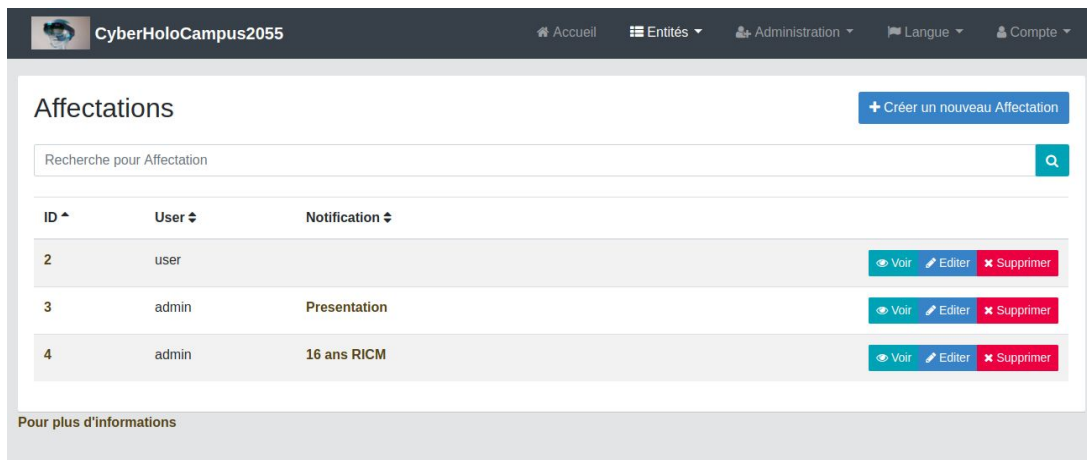 CyberHoloCampus2055 Accueil Entités Administration Langue Compte
Affectations
+ Créer un nouveau Affectation
Recherche pour Affectation
ID User Notification
2 user Voir Editer Supprimer
3 admin Presentation Voir Editer Supprimer
4 admin 16 ans RICM Voir Editer Supprimer
Pour plus d'informations